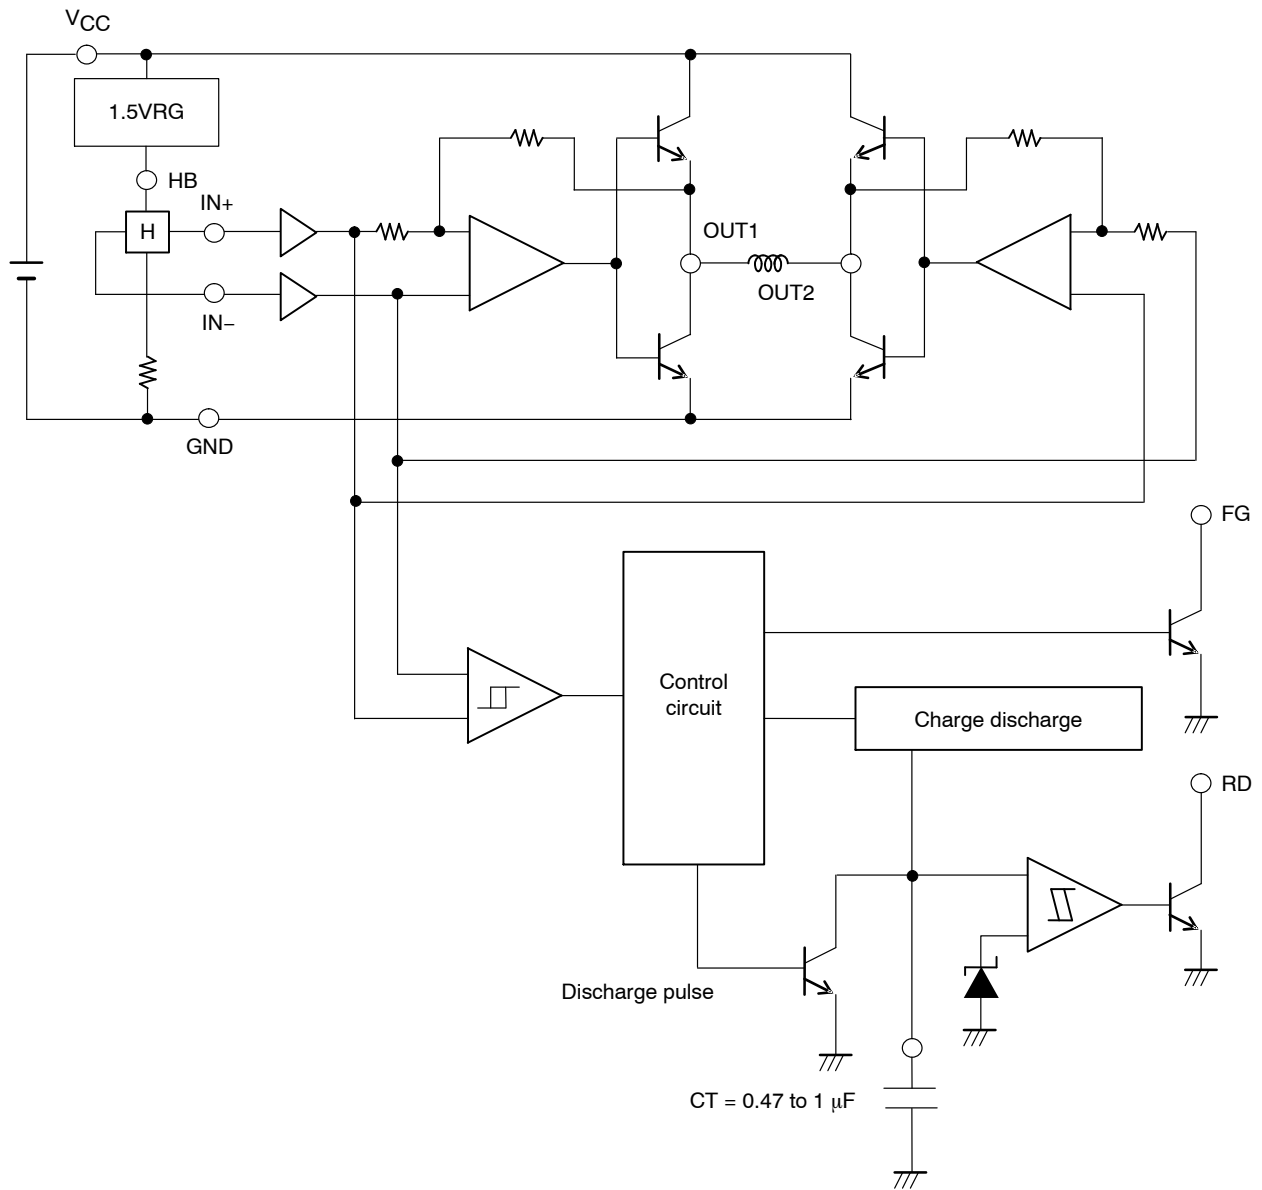 VCC
1.5VRG
HB
IN+
H
OUT1
OUT2
IN−
GND
FG
Control
circuit
Charge discharge
RD
Discharge pulse
CT = 0.47 to 1 μF